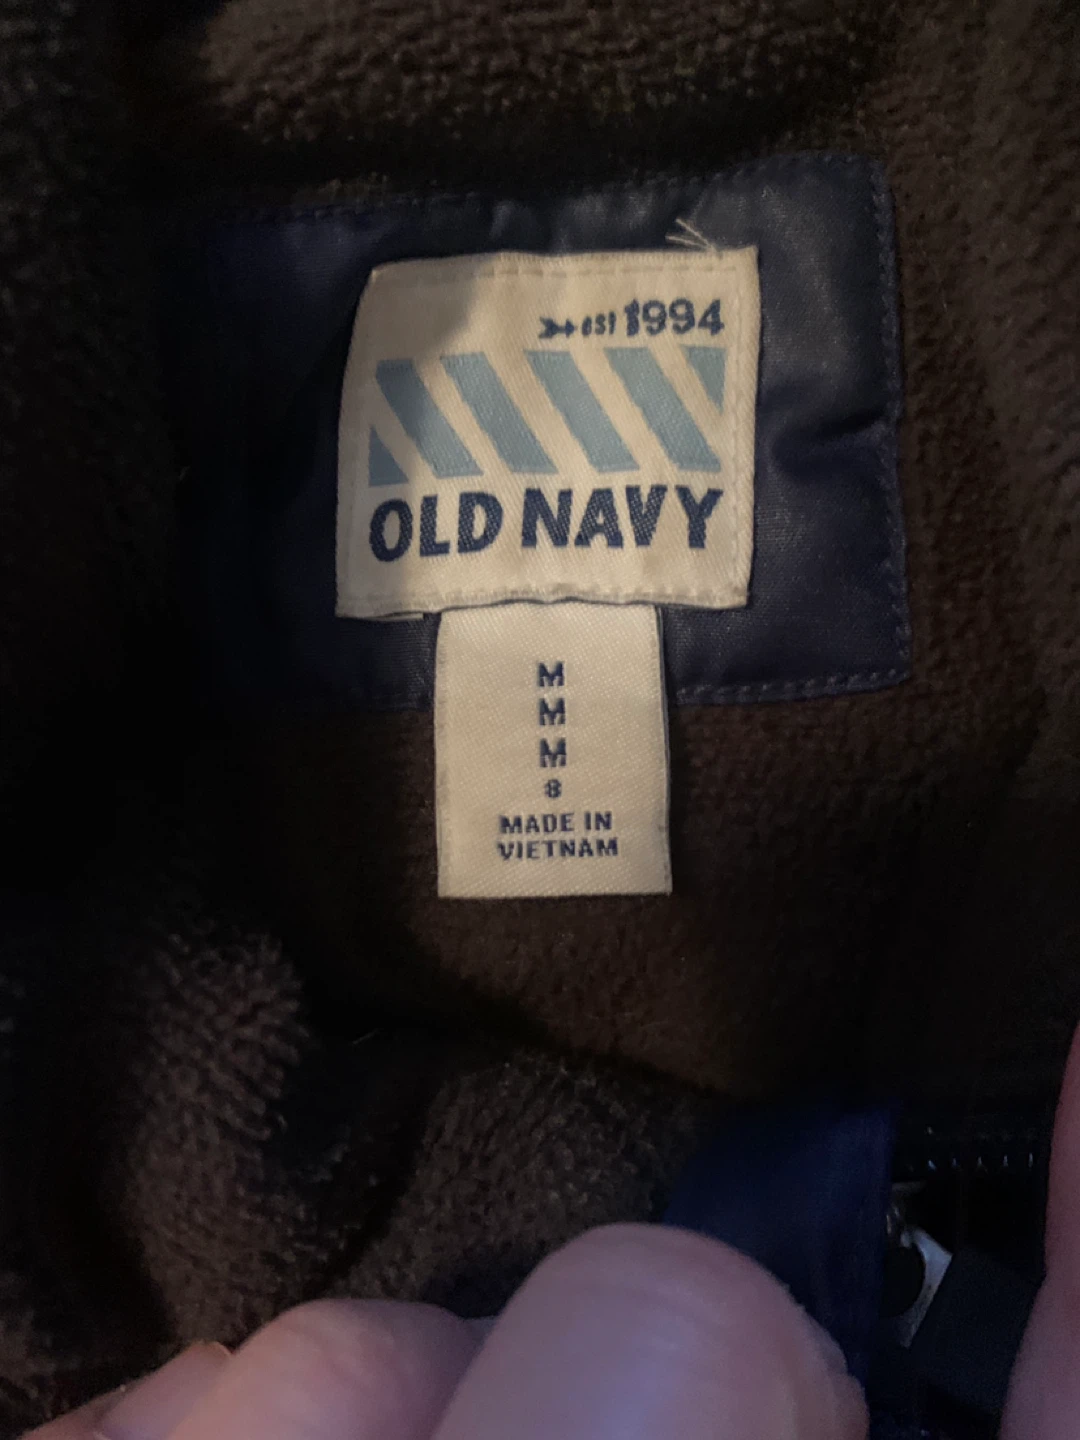 est 1994
OLD NAVY
M
M
M
8
MADE IN
VIETNAM